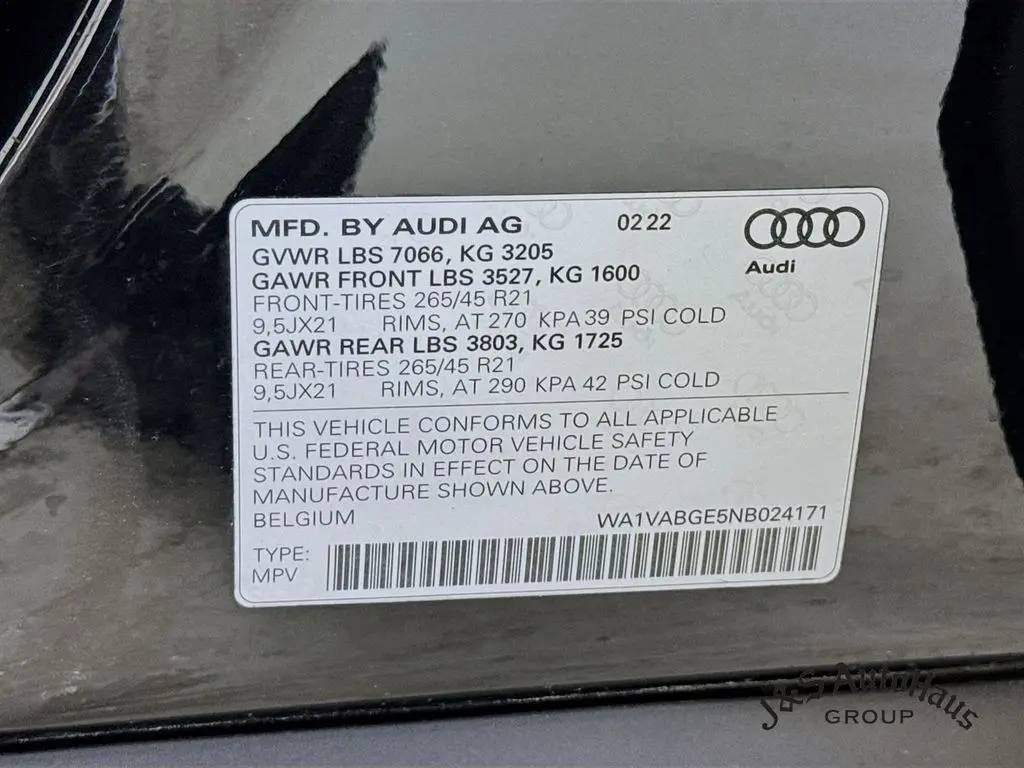 MFD. BY AUDI AG 02 22
Audi
GVWR LBS 7066, KG 3205
GAWR FRONT LBS 3527, KG 1600
FRONT-TIRES 265/45 R21
9,5JX21 RIMS, AT 270 KPA 39 PSI COLD
GAWR REAR LBS 3803, KG 1725
REAR-TIRES 265/45 R21
9,5JX21 RIMS, AT 290 KPA 42 PSI COLD
THIS VEHICLE CONFORMS TO ALL APPLICABLE
U.S. FEDERAL MOTOR VEHICLE SAFETY
STANDARDS IN EFFECT ON THE DATE OF
MANUFACTURE SHOWN ABOVE.
BELGIUM WA1VABGE5NB024171
TYPE:
MPV
J&S AutoHaus
GROUP